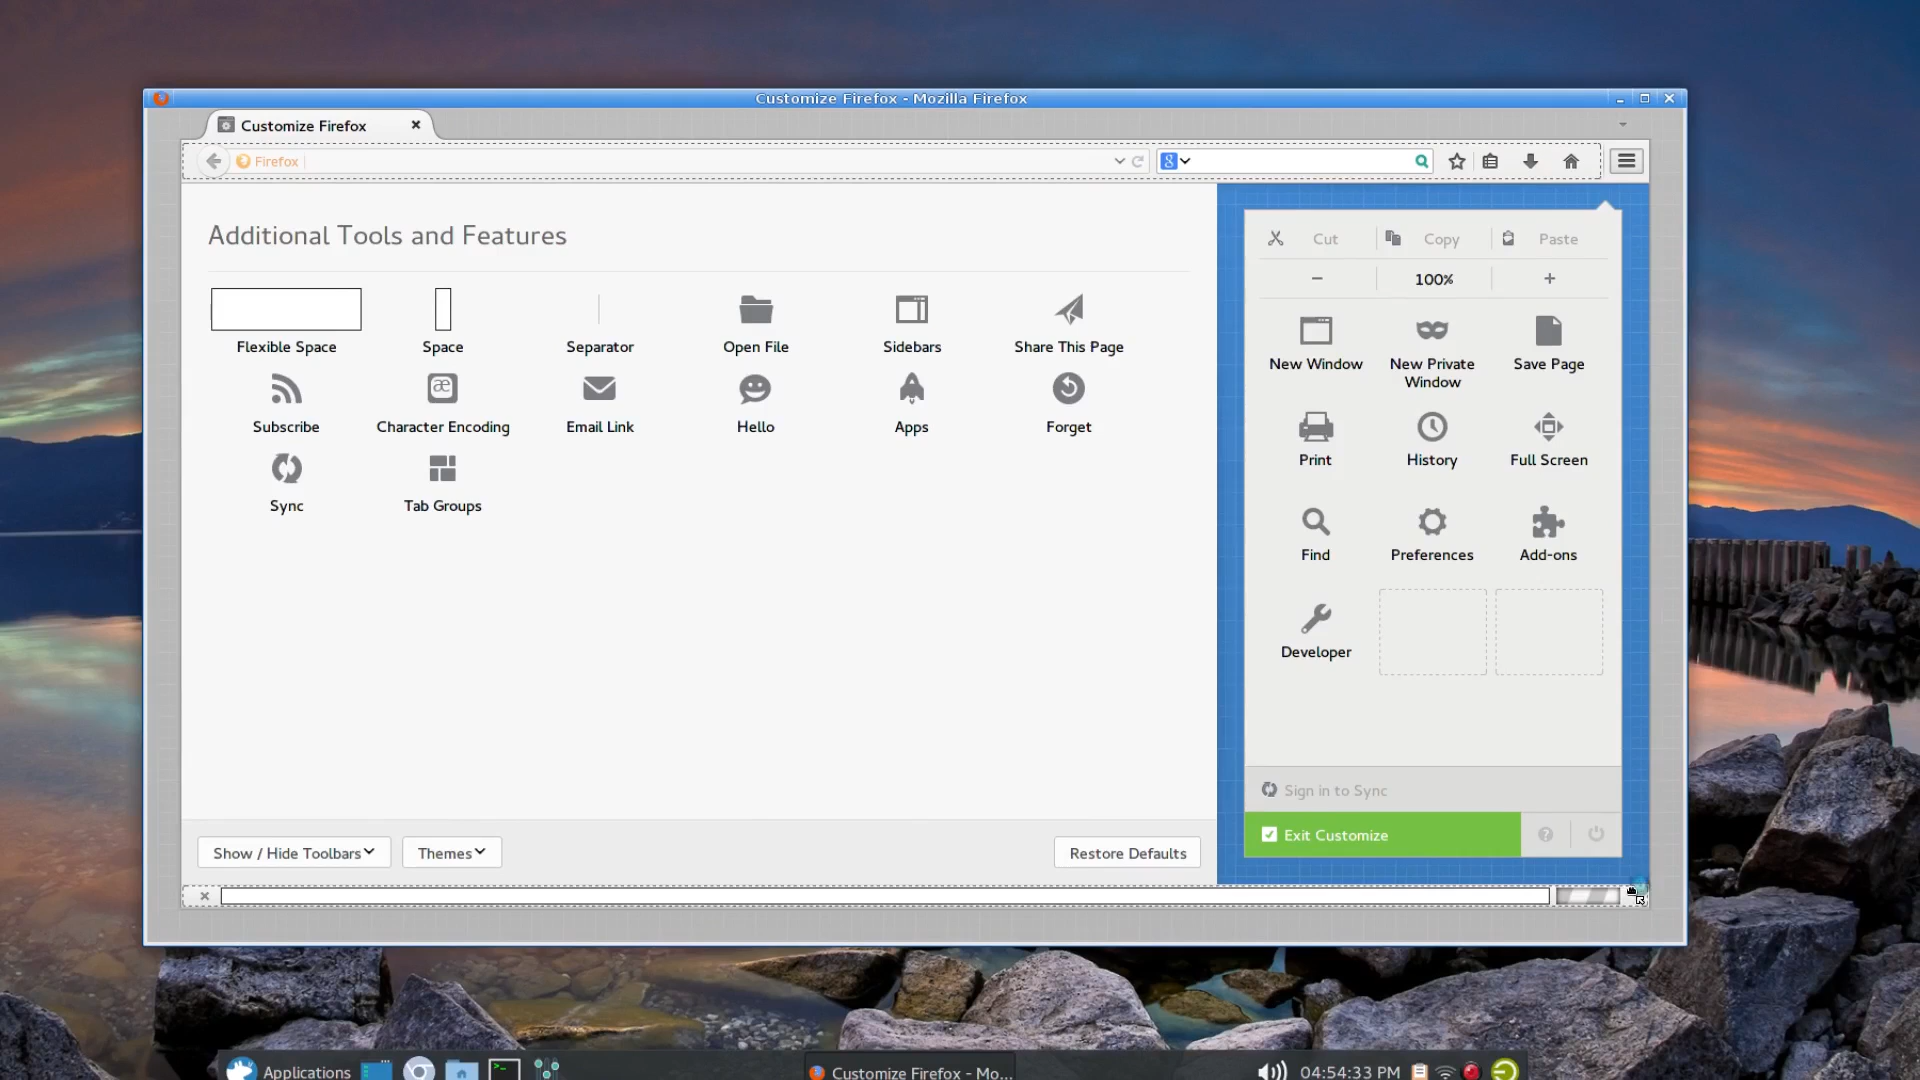 Customize Firefox - Mozilla Firefox
Customize Firefox
Firefox
8
Additional Tools and Features
Flexible Space
Space
Separator
Open File
Sidebars
Share This Page
Subscribe
æ
Character Encoding
Email Link
Hello
Apps
Forget
Sync
Tab Groups
Cut
Copy
Paste
− 100% +
New Window
New Private
Window
Save Page
Print
History
Full Screen
Find
Preferences
Add-ons
Developer
Sign in to Sync
Exit Customize
?
Show / Hide Toolbars
Themes
Restore Defaults
Applications
>_
Customize Firefox - Mo...
04:54:33 PM